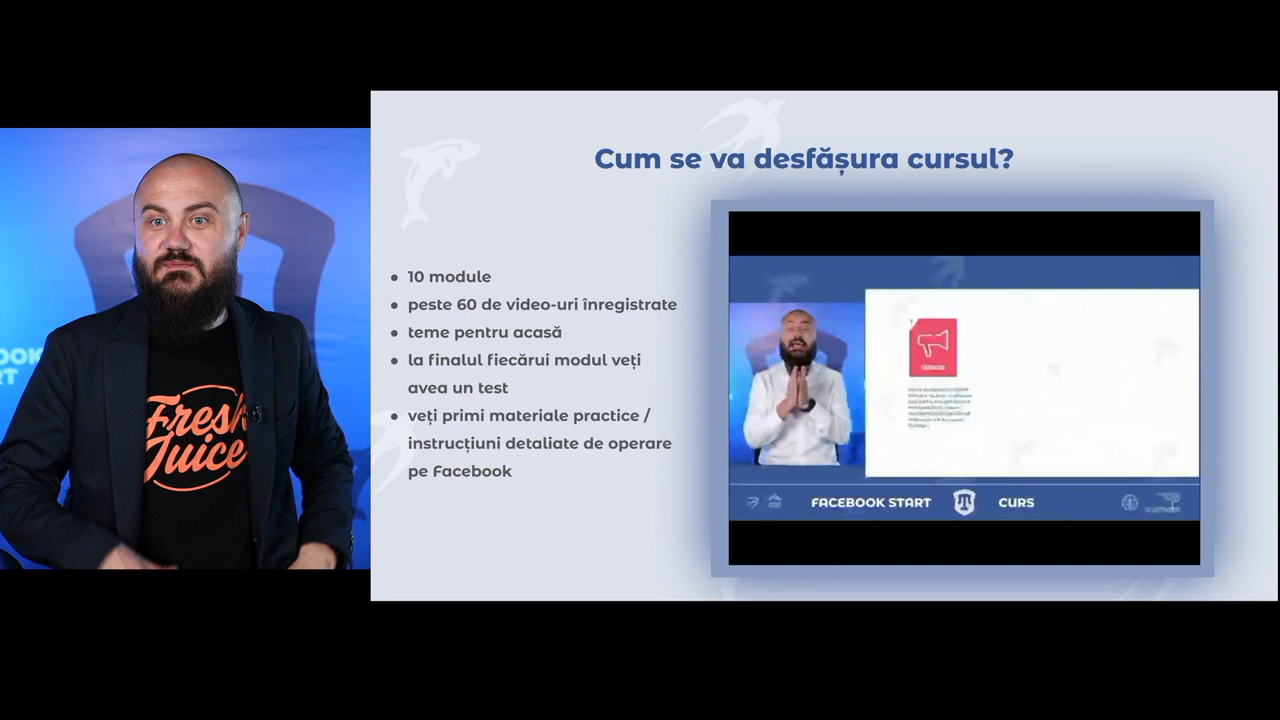 Cum se va desfășura cursul?
● 10 module
● peste 60 de video-uri înregistrate
● teme pentru acasă
● la finalul fiecărui modul veți
avea un test
● veți primi materiale practice /
instrucțiuni detaliate de operare
pe Facebook
Fresh
Juice
FACEBOOK START
CURS